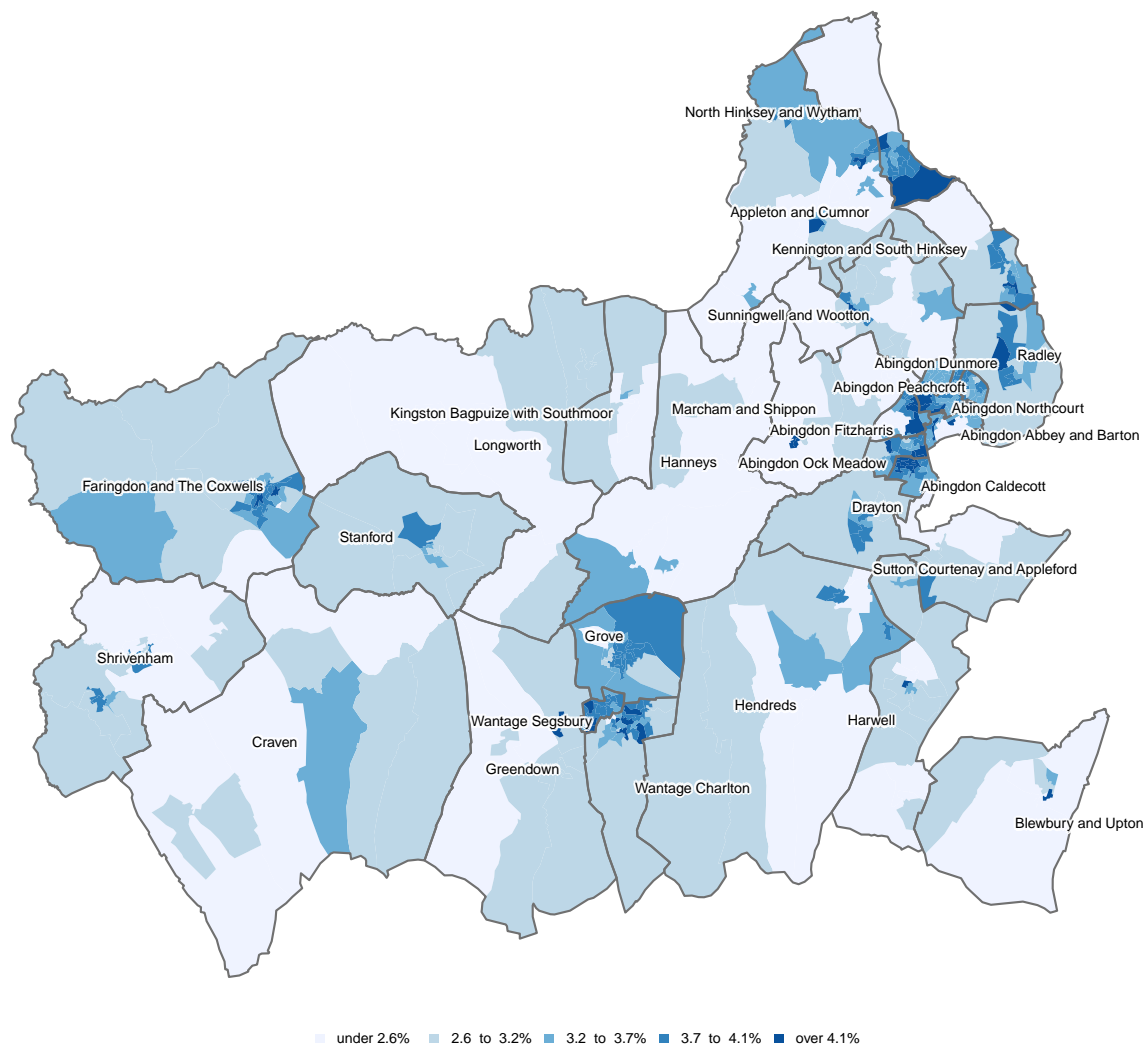 North Hinksey and Wytham
Appleton and Cumnor
Kennington and South Hinksey
Sunningwell and Wootton
Radley
Abingdon Dunmore
Abingdon Peachcroft
Kingston Bagpuize with Southmoor
Marcham and Shippon
Abingdon Northcourt
Abingdon Fitzharris
Abingdon Abbey and Barton
Longworth
Hanneys
Abingdon Ock Meadow
Faringdon and The Coxwells
Abingdon Caldecott
Drayton
Stanford
Sutton Courtenay and Appleford
Grove
Shrivenham
Hendreds
Wantage Segsbury
Harwell
Craven
Greendown
Wantage Charlton
Blewbury and Upton
under 2.6% 2.6 to 3.2% 3.2 to 3.7% 3.7 to 4.1% over 4.1%